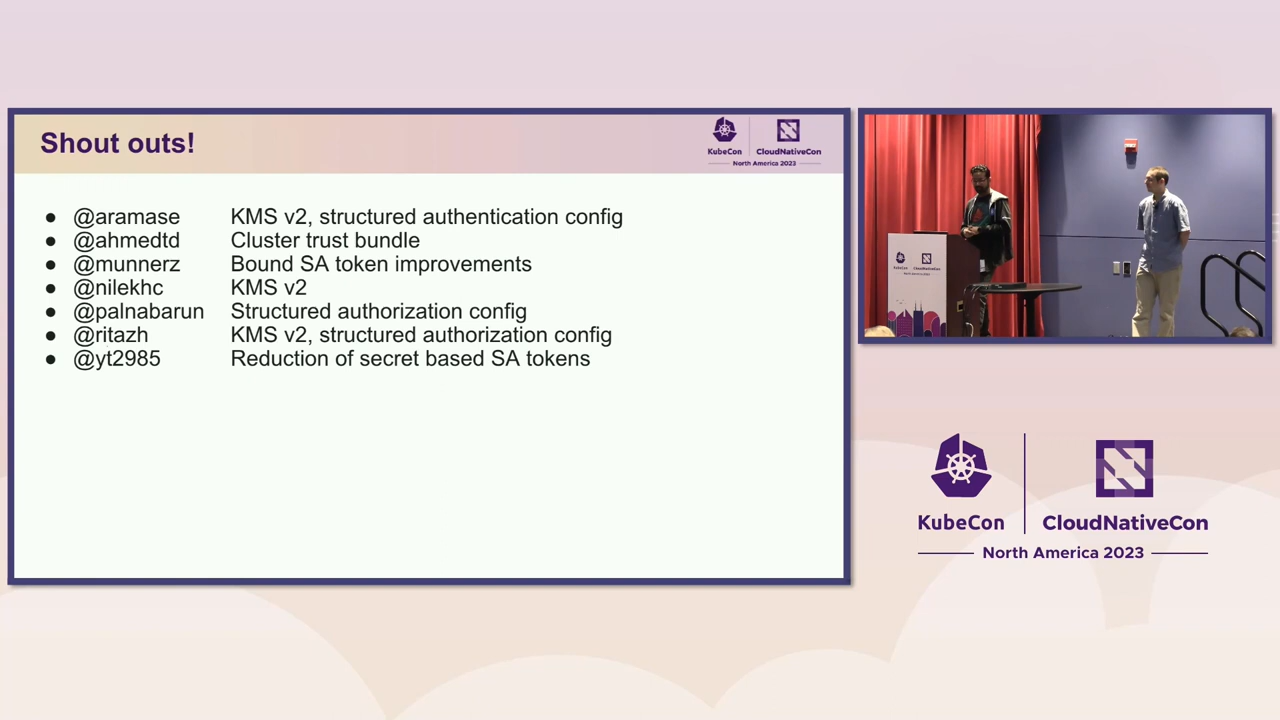 Shout outs!
KubeCon
CloudNativeCon
North America 2023
● @aramase KMS v2, structured authentication config
● @ahmedtd Cluster trust bundle
● @munnerz Bound SA token improvements
● @nilekhc KMS v2
● @palnabarun Structured authorization config
● @ritazh KMS v2, structured authorization config
● @yt2985 Reduction of secret based SA tokens
KubeCon
CloudNativeCon
North America 2023